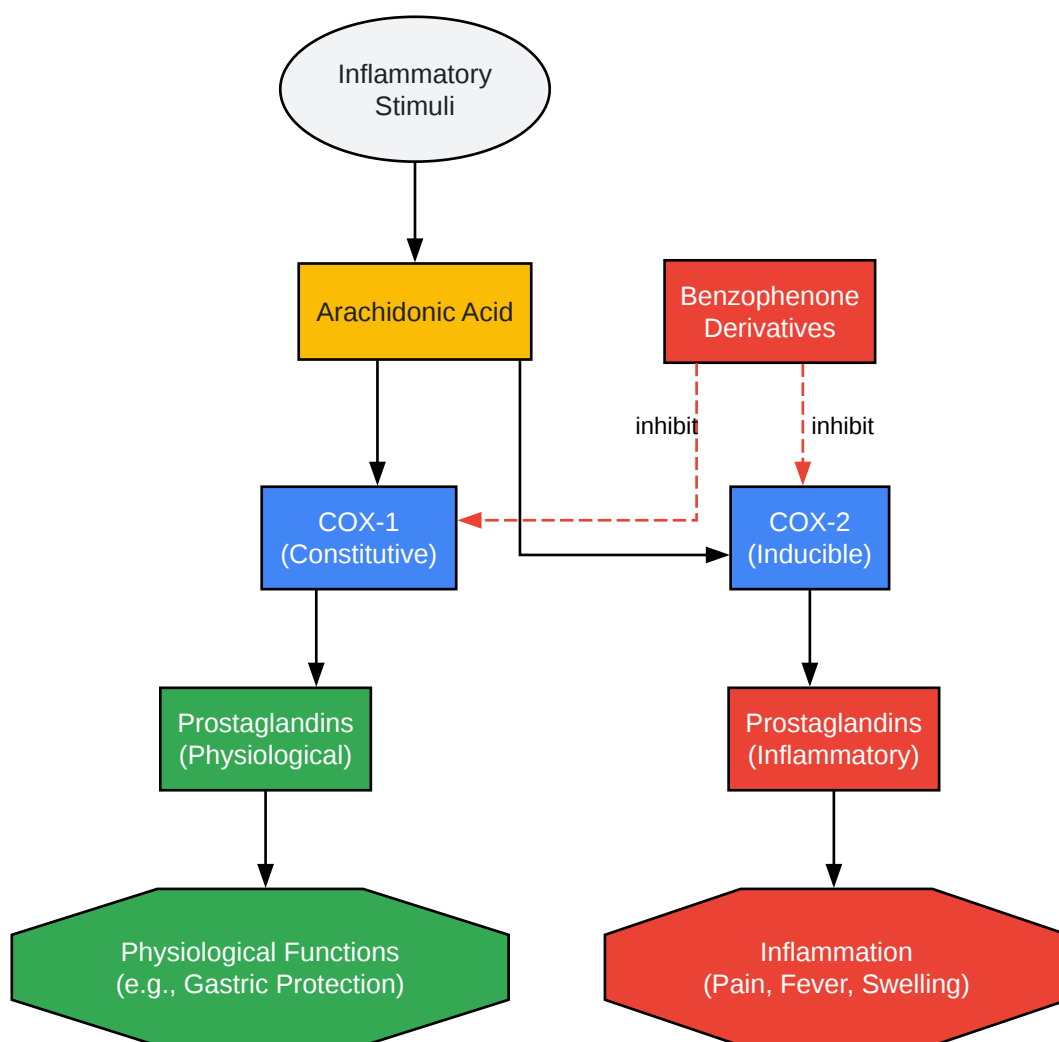 Inflammatory
Stimuli
Arachidonic Acid
Benzophenone
Derivatives
inhibit
inhibit
COX-1
(Constitutive)
COX-2
(Inducible)
Prostaglandins
(Physiological)
Prostaglandins
(Inflammatory)
Physiological Functions
(e.g., Gastric Protection)
Inflammation
(Pain, Fever, Swelling)